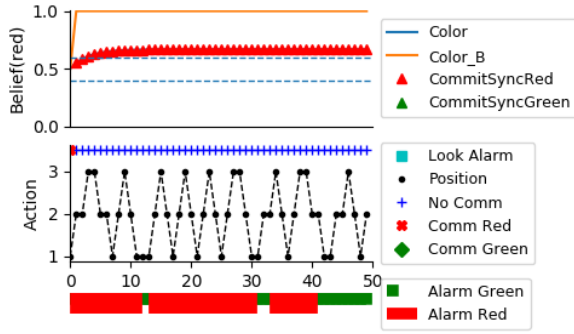 1.0
0.5
0.0
Belief(red)
Color
Color_B
CommitSyncRed
CommitSyncGreen
3
2
1
Action
0 10 20 30 40 50
Look Alarm
Position
No Comm
Comm Red
Comm Green
Alarm Green
Alarm Red